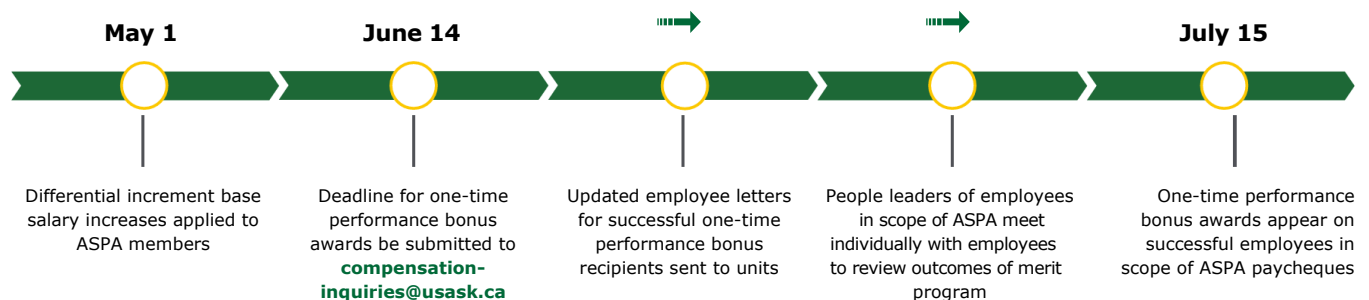 May 1
June 14
July 15
Differential increment base
salary increases applied to
ASPA members
Deadline for one-time
performance bonus
awards be submitted to
compensation-
inquiries@usask.ca
Updated employee letters
for successful one-time
performance bonus
recipients sent to units
People leaders of employees
in scope of ASPA meet
individually with employees
to review outcomes of merit
program
One-time performance
bonus awards appear on
successful employees in
scope of ASPA paycheques